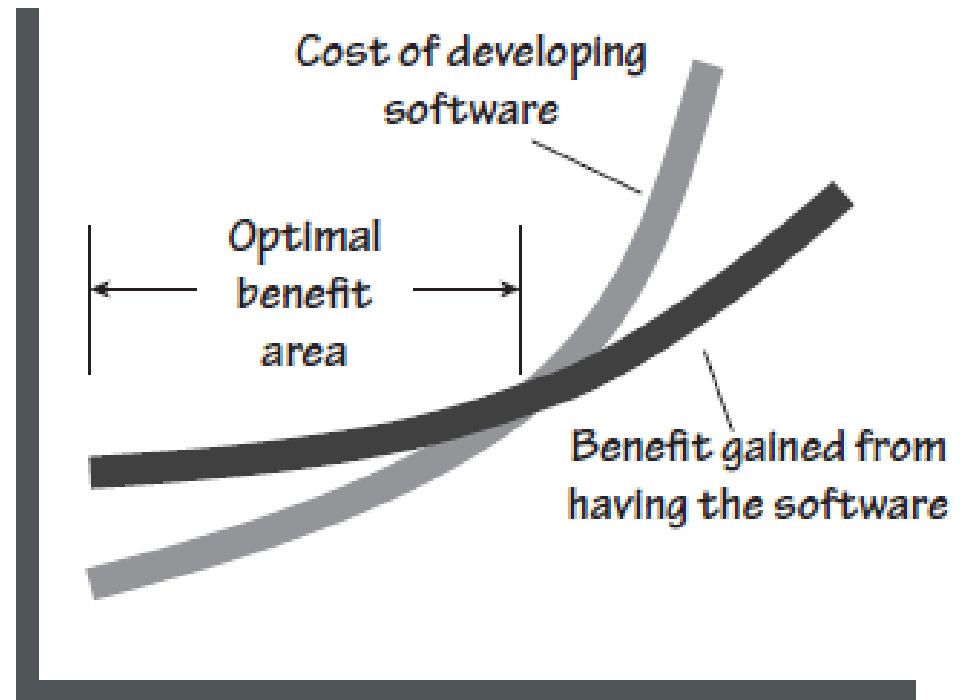 Cost of developing
software
Optimal
benefit
area
Benefit gained from
having the software